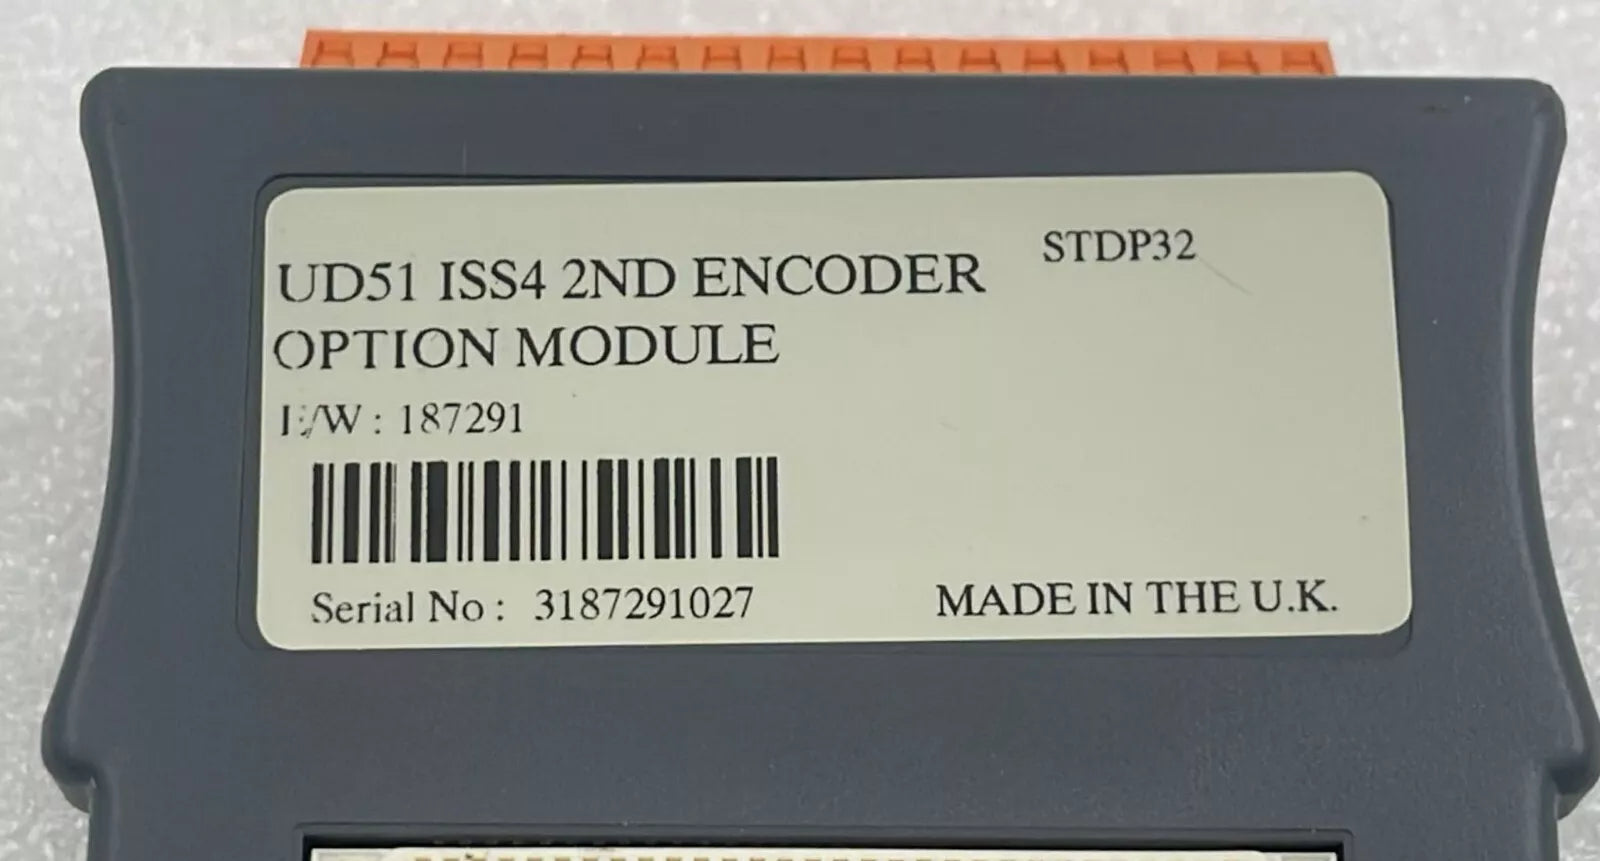 UD51 ISS4 2ND ENCODER
OPTION MODULE
STDP32
: 187291
Serial No : 3187291027
MADE IN THE U.K.